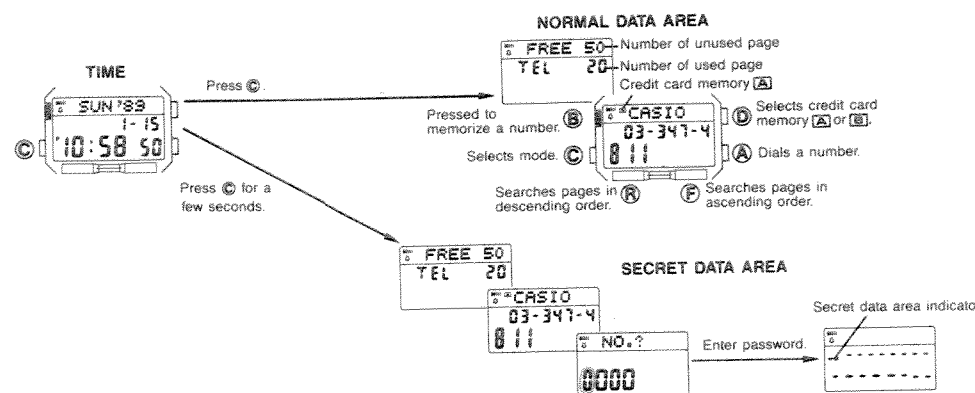 NORMAL DATA AREA
FREE 50
Number of unused page
TEL 20
Number of used page
Credit card memory A
TIME
Press C.
SUN '89
1-15
10:58 50
C
Pressed to
memorize a number. B
CASIO
03-347-4
811
D Selects credit card
memory A or B.
Selects mode. C
A Dials a number.
Searches pages in
descending order. R
F Searches pages in
ascending order.
Press C for a
few seconds.
FREE 50
TEL 20
SECRET DATA AREA
CASIO
03-347-4
811
Secret data area indicato
NO.?
0000
Enter password.